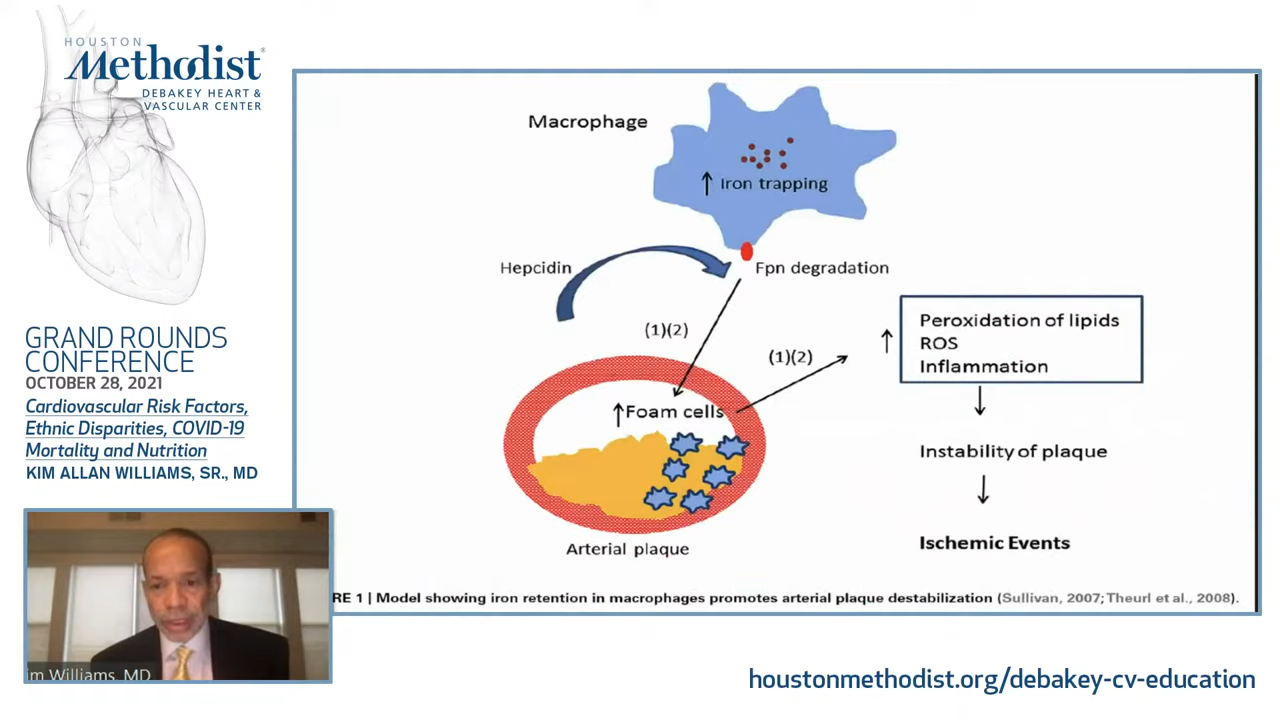 HOUSTON
Methodist®
DEBAKEY HEART &
VASCULAR CENTER
GRAND ROUNDS
CONFERENCE
OCTOBER 28, 2021
Cardiovascular Risk Factors,
Ethnic Disparities, COVID-19
Mortality and Nutrition
KIM ALLAN WILLIAMS, SR., MD
im Williams, MD
Macrophage
↑ Iron trapping
Hepcidin
Fpn degradation
(1)(2)
(1)(2)
↑Foam cells
Arterial plaque
↑
Peroxidation of lipids
ROS
Inflammation
Instability of plaque
Ischemic Events
RE 1 | Model showing iron retention in macrophages promotes arterial plaque destabilization (Sullivan, 2007; Theurl et al., 2008).
houstonmethodist.org/debakey-cv-education